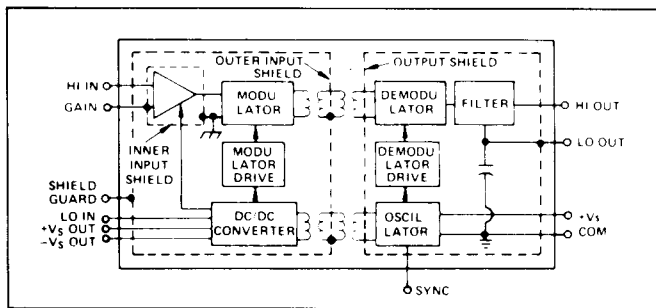 OUTER INPUT
SHIELD
OUTPUT SHIELD
HI IN
GAIN
INNER
INPUT
SHIELD
MODU
LATOR
DEMODU
LATOR
FILTER
HI OUT
LO OUT
MODU
LATOR
DRIVE
DEMODU
LATOR
DRIVE
SHIELD
GUARD
LO IN
+VS OUT
-VS OUT
DC/DC
CONVERTER
OSCIL
LATOR
+VS
COM
SYNC